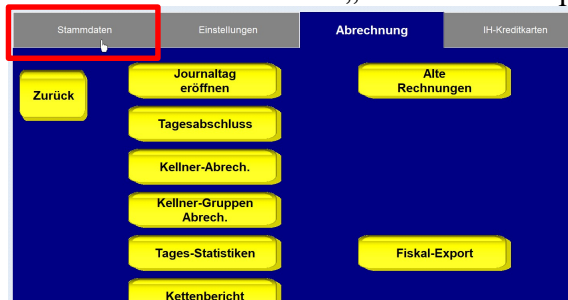 Stammdaten Einstellungen Abrechnung IH-Kreditkarten
Zurück
Journaltag
eröffnen
Alte
Rechnungen
Tagesabschluss
Kellner-Abrech.
Kellner-Gruppen
Abrech.
Tages-Statistiken
Fiskal-Export
Kettenbericht